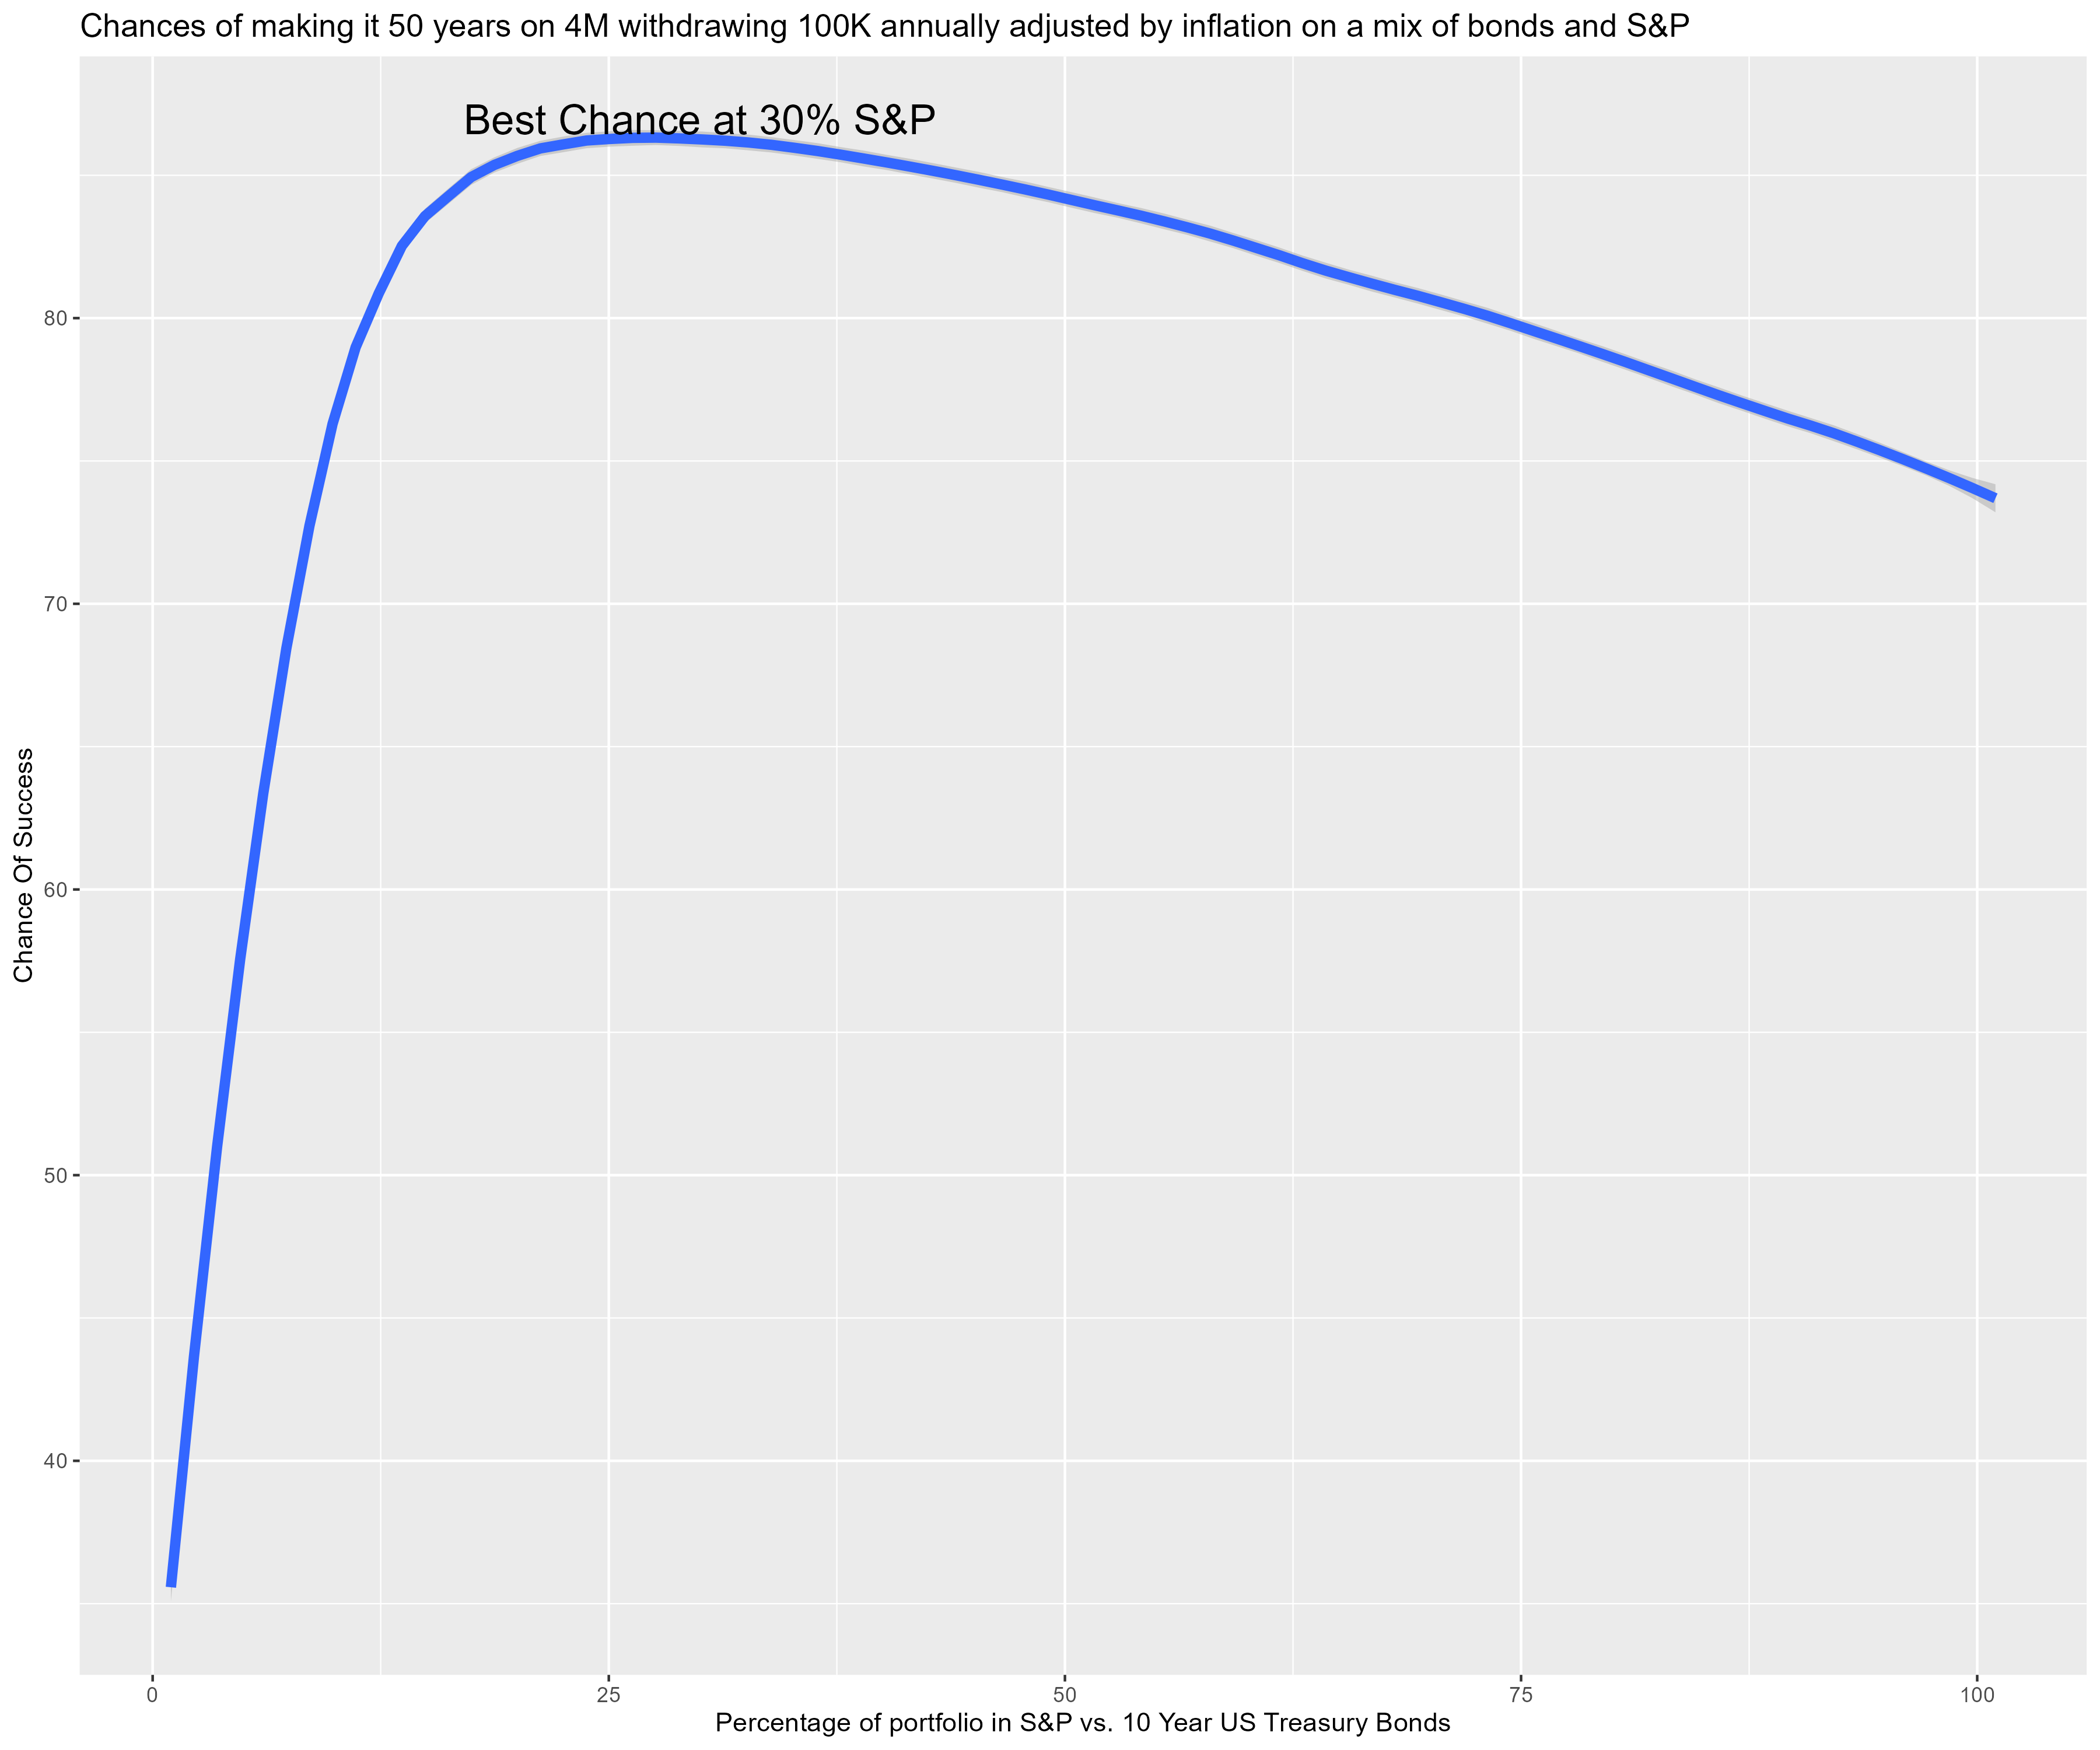 Chances of making it 50 years on 4M withdrawing 100K annually adjusted by inflation on a mix of bonds and S&P
Best Chance at 30% S&P
80
70
60
50
40
Chance Of Success
0 25 50 75 100
Percentage of portfolio in S&P vs. 10 Year US Treasury Bonds